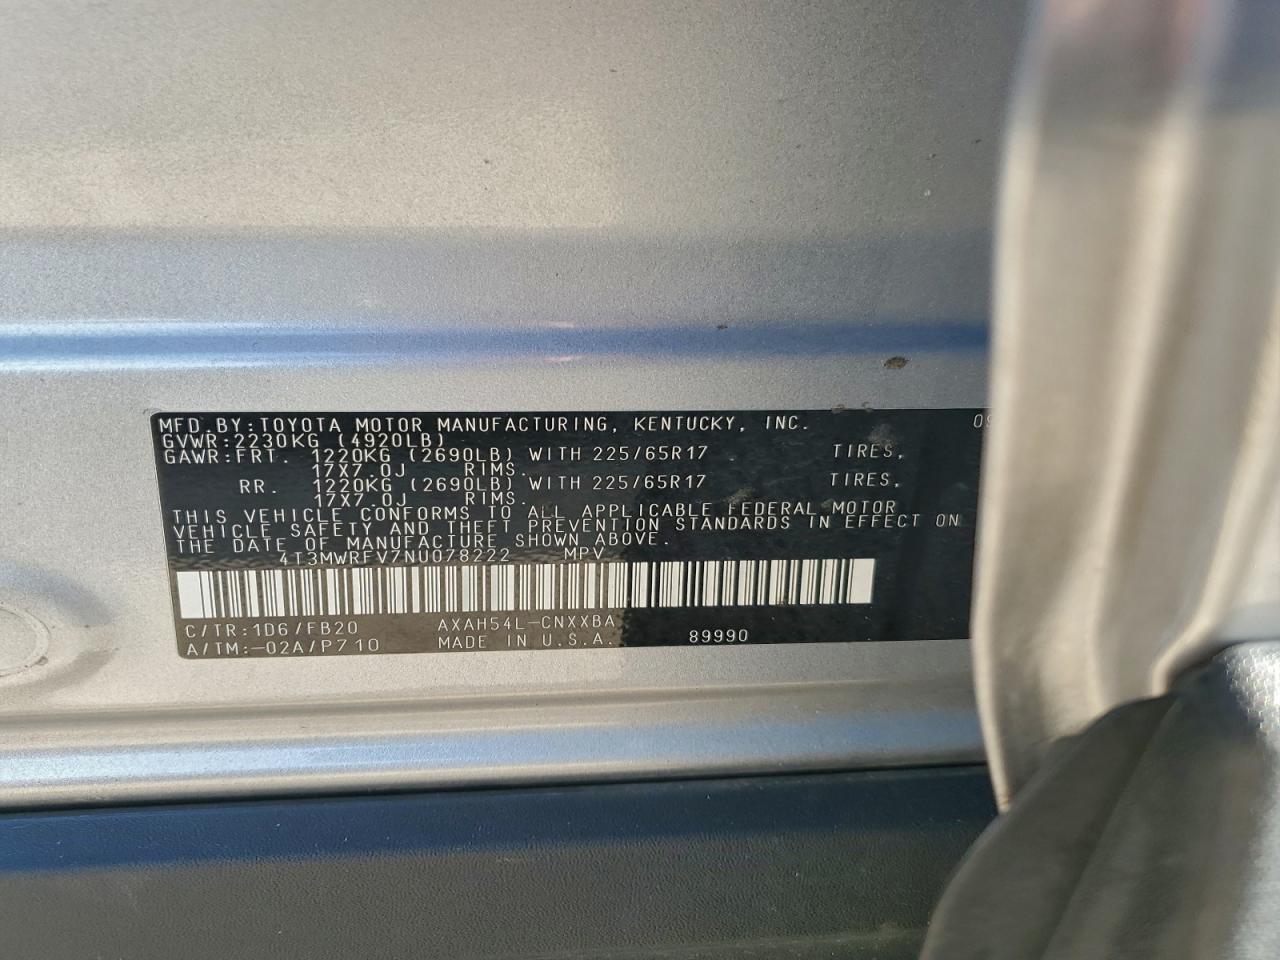 MFD.BY:TOYOTA MOTOR MANUFACTURING, KENTUCKY, INC. 09
GVWR:2230KG (4920LB)
GAWR:FRT. 1220KG (2690LB) WITH 225/65R17 TIRES,
17X7.0J RIMS.
RR. 1220KG (2690LB) WITH 225/65R17 TIRES,
17X7.0J RIMS.
THIS VEHICLE CONFORMS TO ALL APPLICABLE FEDERAL MOTOR
VEHICLE SAFETY AND THEFT PREVENTION STANDARDS IN EFFECT ON
THE DATE OF MANUFACTURE SHOWN ABOVE.
4T3MWRFV7NU078222 MPV
C/TR:1D6/FB20 AXAH54L-CNXXBA
A/TM:-02A/P710 MADE IN U.S.A. 89990